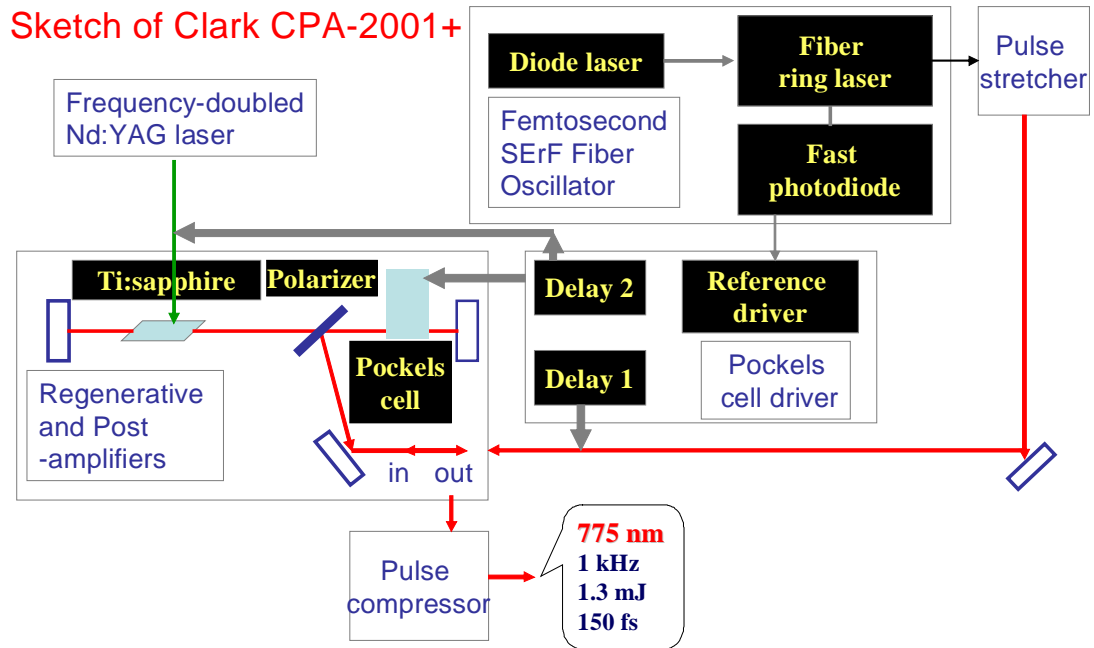 Sketch of Clark CPA-2001+
Diode laser
Fiber
ring laser
Pulse
stretcher
Frequency-doubled
Nd:YAG laser
Femtosecond
SErF Fiber
Oscillator
Fast
photodiode
Ti:sapphire
Polarizer
Delay 2
Reference
driver
Pockels
cell
Delay 1
Pockels
cell driver
Regenerative
and Post
-amplifiers
in
out
Pulse
compressor
775 nm
1 kHz
1.3 mJ
150 fs